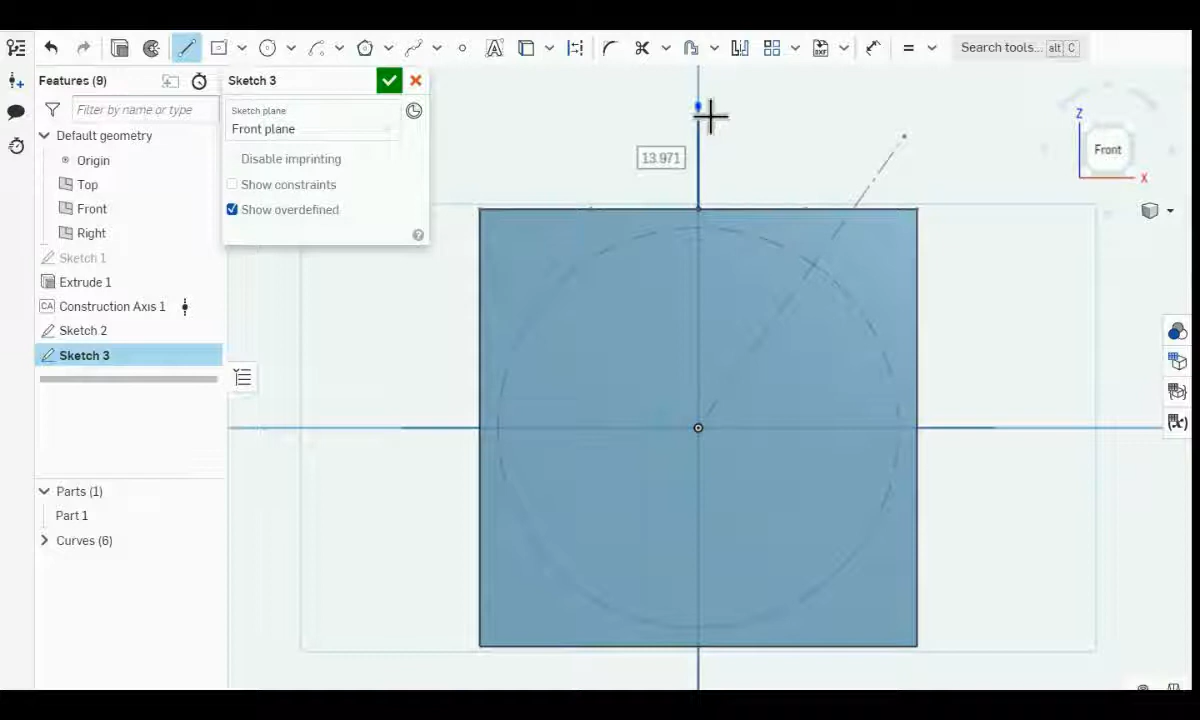 Search tools... alt C
Features (9)
Filter by name or type
Default geometry
Origin
Top
Front
Right
Sketch 1
Extrude 1
CA Construction Axis 1
Sketch 2
Sketch 3
Parts (1)
Part 1
Curves (6)
Sketch 3
Sketch plane
Front plane
Disable imprinting
Show constraints
Show overdefined
13.971
Z
Front
X
(x)